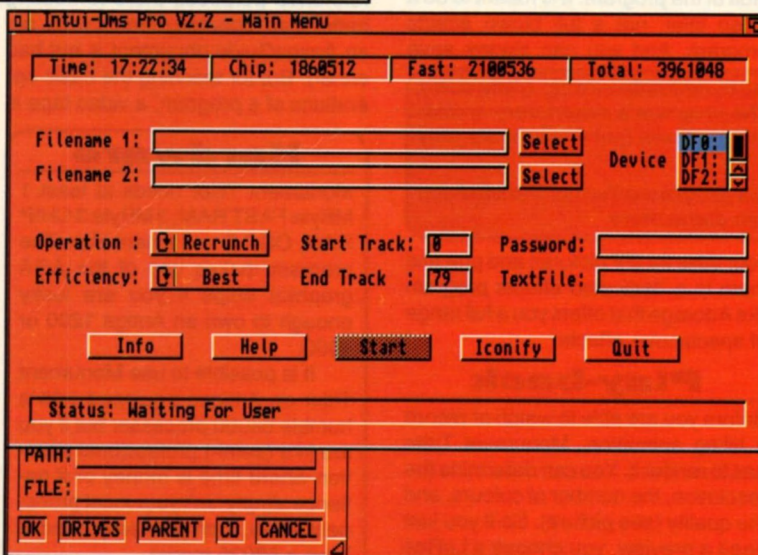 Intui-Dms Pro V2.2 - Main Menu
Time: 17:22:34 Chip: 1860512 Fast: 2100536 Total: 3961048
Filename 1: Select
Filename 2: Select
Device DF0:
DF1:
DF2:
Operation : Recrunch Start Track: 0 Password:
Efficiency: Best End Track : 79 TextFile:
Info Help Start Iconify Quit
Status: Waiting For User
PATH:
FILE:
OK DRIVES PARENT CD CANCEL